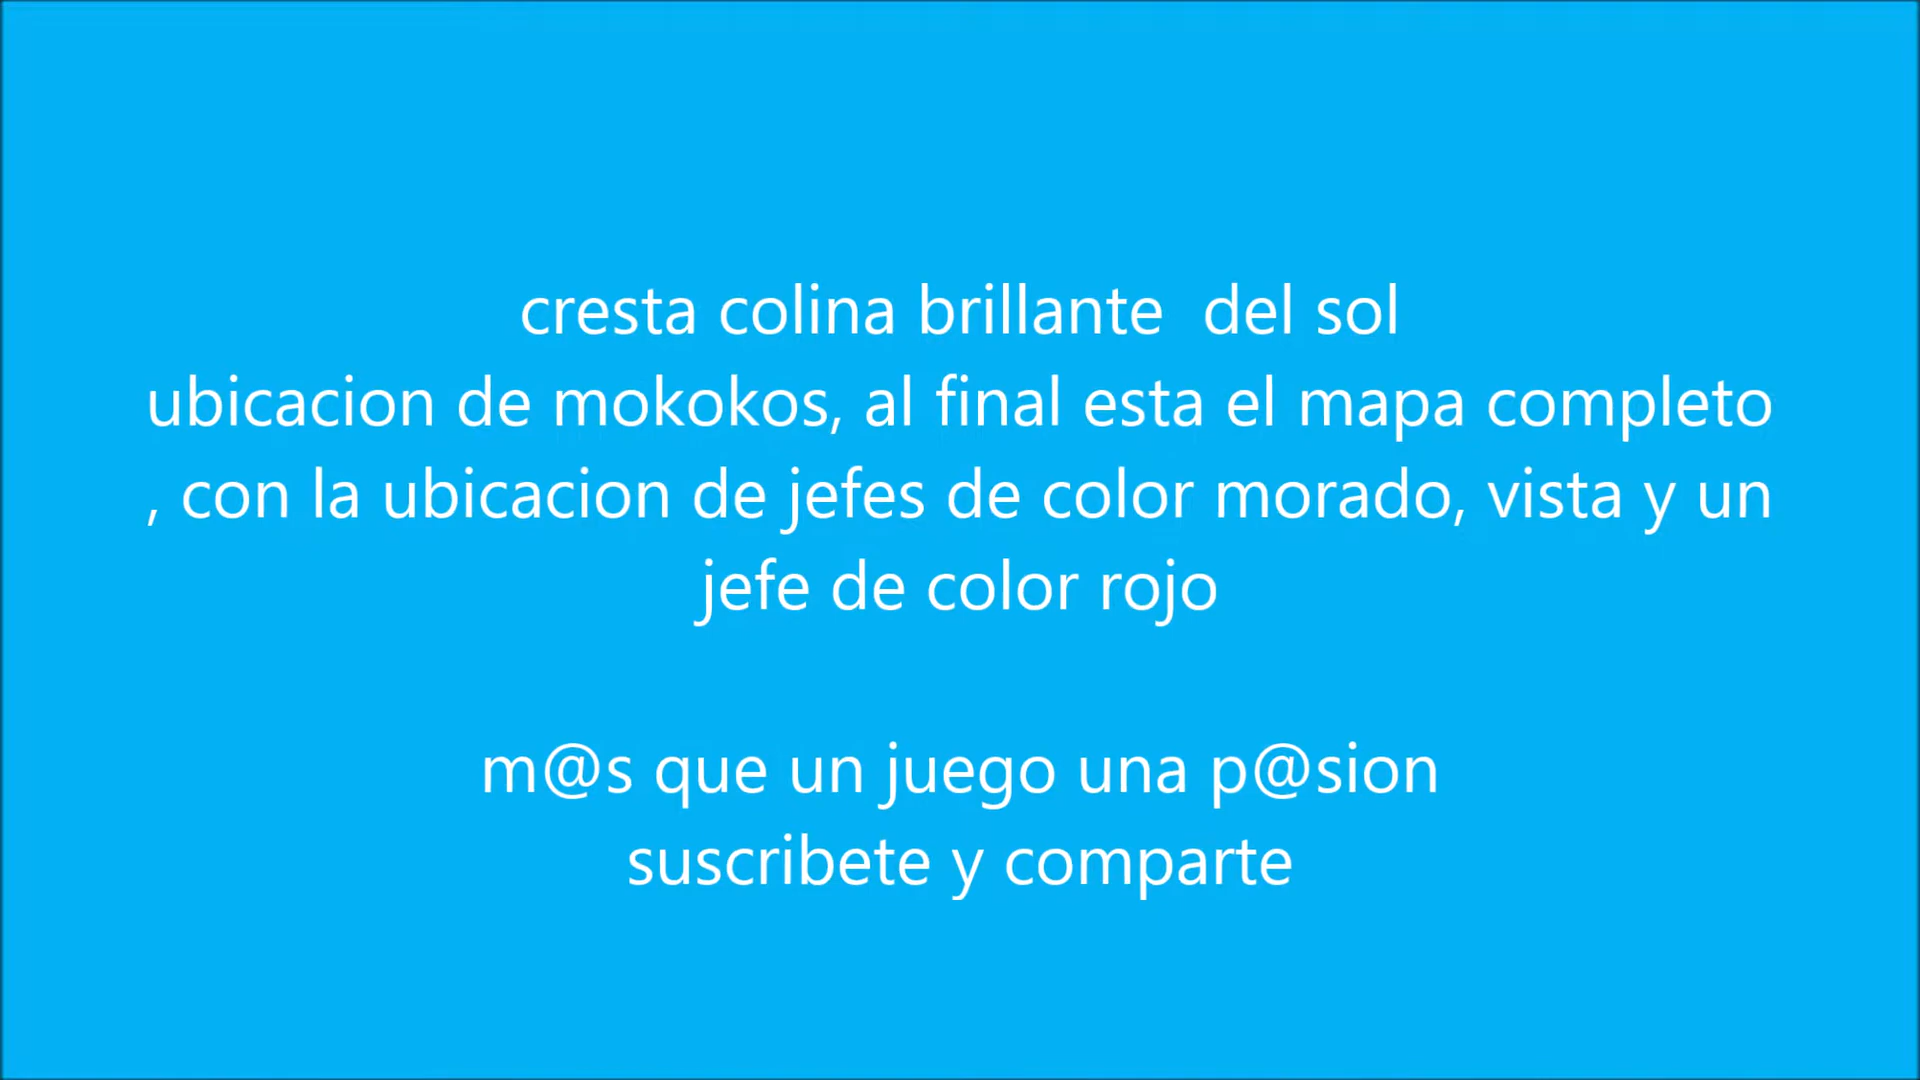 cresta colina brillante  del sol
ubicacion de mokokos, al final esta el mapa completo
, con la ubicacion de jefes de color morado, vista y un
jefe de color rojo
m@s que un juego una p@sion
suscribete y comparte